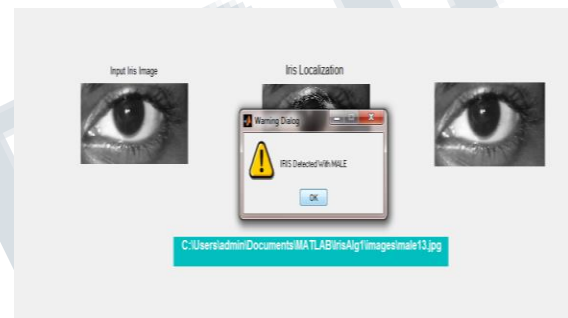 Input Iris Image
Iris Localization
Warning Dialog
IRIS Detected With MALE
OK
C:\Users\admin\Documents\MATLAB\IrisAlg1\images\male13.jpg